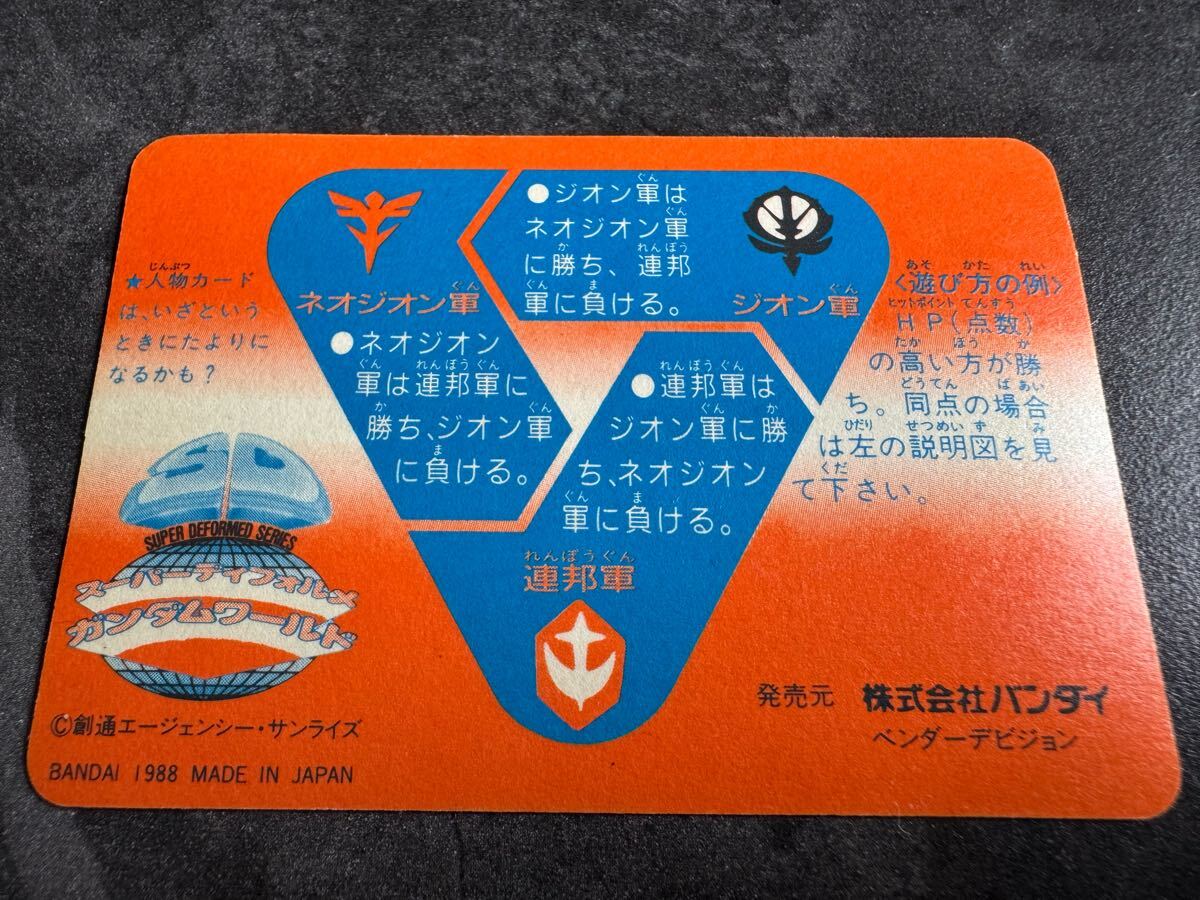 ●ジオン軍は
ネオジオン軍
に勝ち、連邦
軍に負ける。
ネオジオン軍
ジオン軍
●ネオジオン
軍は連邦軍に
勝ち、ジオン軍
に負ける。
●連邦軍は
ジオン軍に勝
ち、ネオジオン
軍に負ける。
連邦軍
★人物カード
は、いざという
ときにたよりに
なるかも?
〈遊び方の例〉
HP(点数)
の高い方が勝
ち。同点の場合
は左の説明図を見
て下さい。
SUPER DEFORMED SERIES
スーパーディフォルメ
ガンダムワールド
©創通エージェンシー・サンライズ
BANDAI 1988 MADE IN JAPAN
発売元 株式会社バンダイ
ベンダーデビジョン